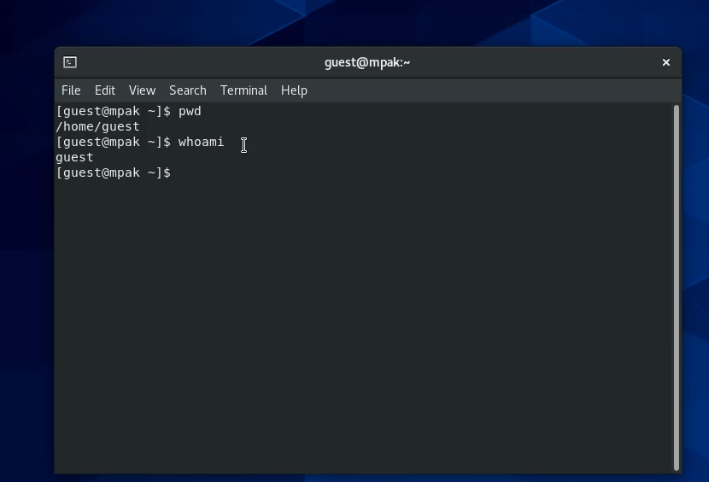 guest@mpak:~
File Edit View Search Terminal Help
[guest@mpak ~]$ pwd
/home/guest
[guest@mpak ~]$ whoami
guest
[guest@mpak ~]$